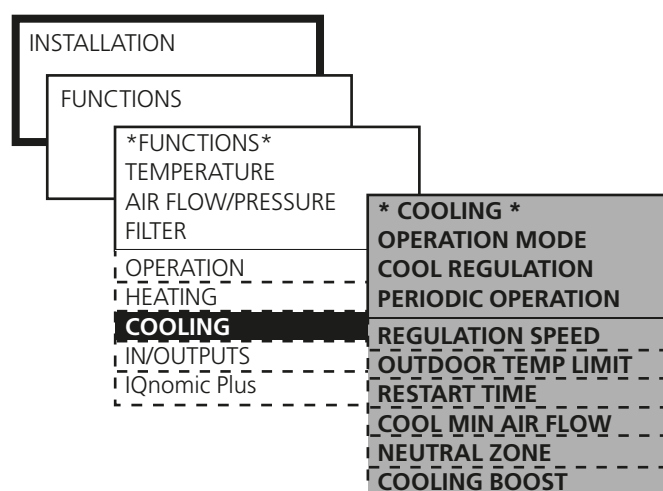 INSTALLATION
FUNCTIONS
*FUNCTIONS*
TEMPERATURE
AIR FLOW/PRESSURE
FILTER
OPERATION
HEATING
COOLING
IN/OUTPUTS
IQnomic Plus
* COOLING *
OPERATION MODE
COOL REGULATION
PERIODIC OPERATION
REGULATION SPEED
OUTDOOR TEMP LIMIT
RESTART TIME
COOL MIN AIR FLOW
NEUTRAL ZONE
COOLING BOOST